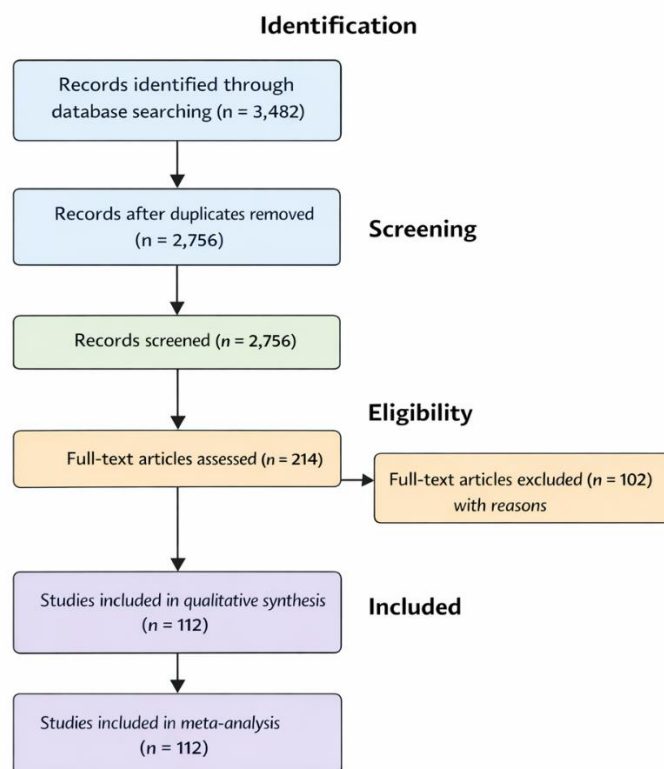 Identification
Records identified through
database searching (n = 3,482)
Records after duplicates removed
(n = 2,756)
Screening
Records screened (n = 2,756)
Eligibility
Full-text articles assessed (n = 214)
Full-text articles excluded (n = 102)
with reasons
Studies included in qualitative synthesis
(n = 112)
Included
Studies included in meta-analysis
(n = 112)